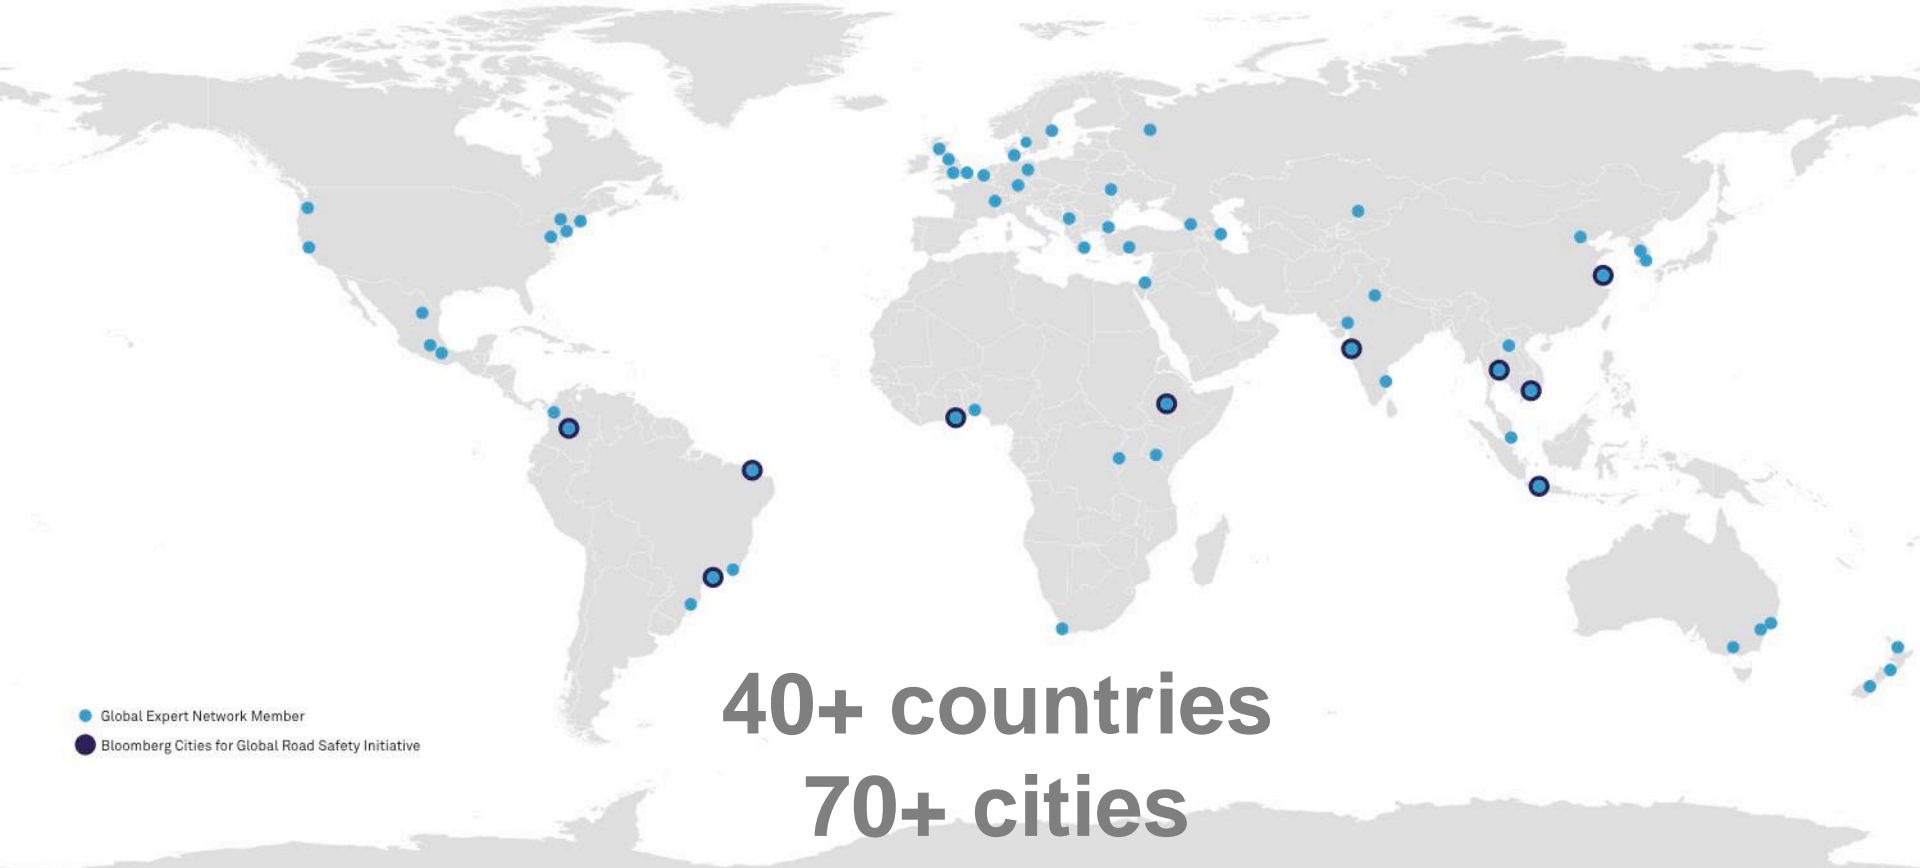 Global Expert Network Member
Bloomberg Cities for Global Road Safety Initiative
40+ countries
70+ cities